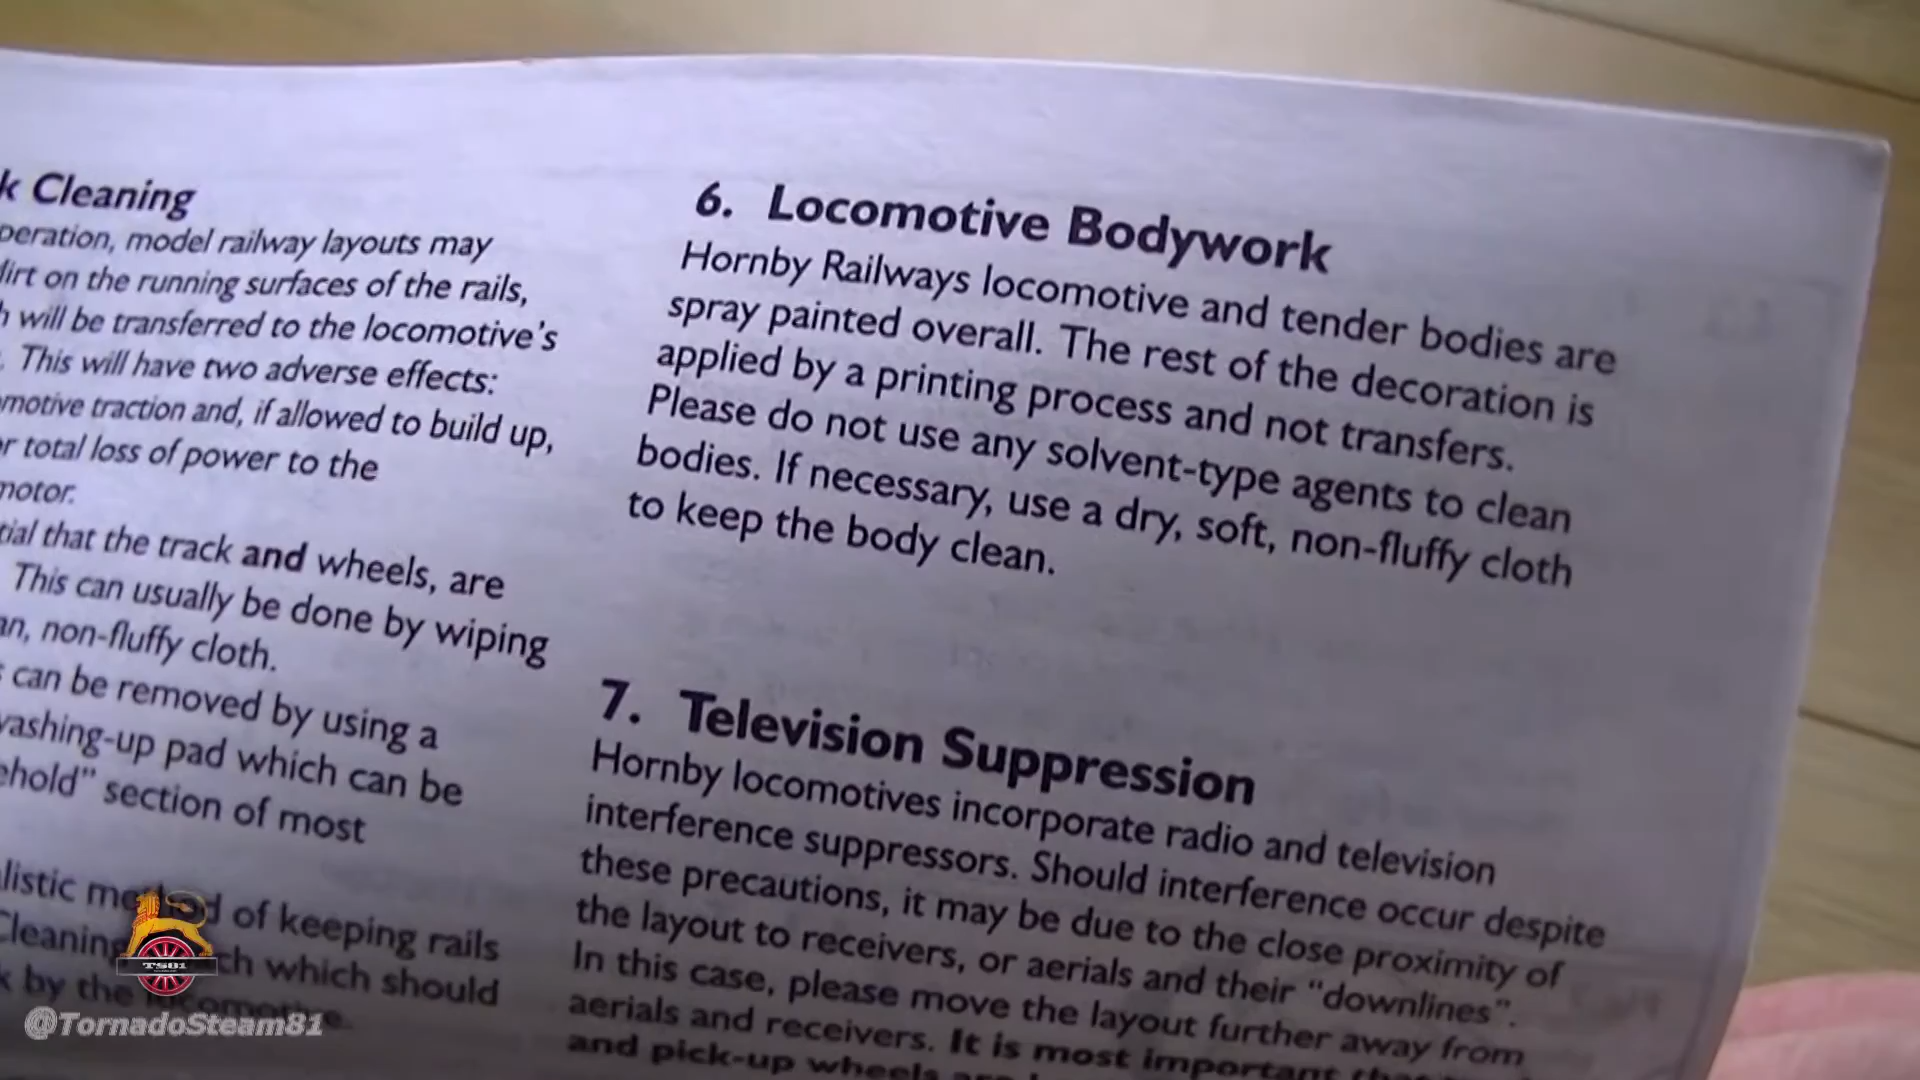 k Cleaning
peration, model railway layouts may
dirt on the running surfaces of the rails,
h will be transferred to the locomotive's
. This will have two adverse effects:
motive traction and, if allowed to build up,
r total loss of power to the
motor.
tial that the track and wheels, are
This can usually be done by wiping
an, non-fluffy cloth.
s can be removed by using a
washing-up pad which can be
ehold" section of most
listic method of keeping rails
Cleaning ch which should
k by the locomotive.
6. Locomotive Bodywork
Hornby Railways locomotive and tender bodies are
spray painted overall. The rest of the decoration is
applied by a printing process and not transfers.
Please do not use any solvent-type agents to clean
bodies. If necessary, use a dry, soft, non-fluffy cloth
to keep the body clean.
7. Television Suppression
Hornby locomotives incorporate radio and television
interference suppressors. Should interference occur despite
these precautions, it may be due to the close proximity of
the layout to receivers, or aerials and their "downlines".
In this case, please move the layout further away from
aerials and receivers. It is most important that
and pick-up wheels are
TS81
@TornadoSteam81